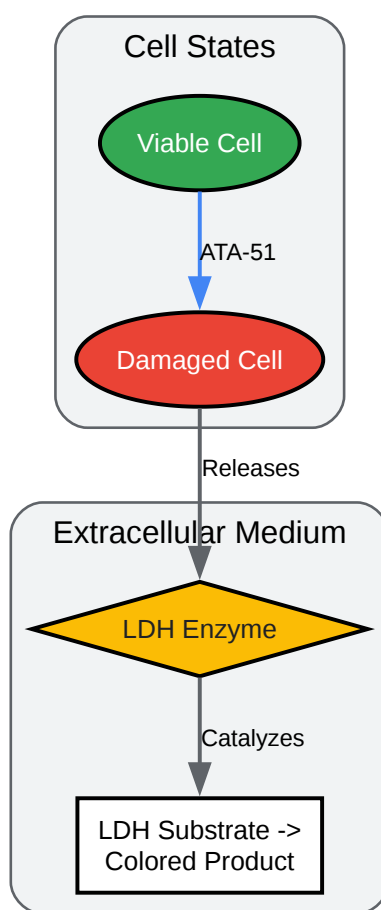 Cell States
Viable Cell
ATA-51
Damaged Cell
Releases
Extracellular Medium
LDH Enzyme
Catalyzes
LDH Substrate ->
Colored Product